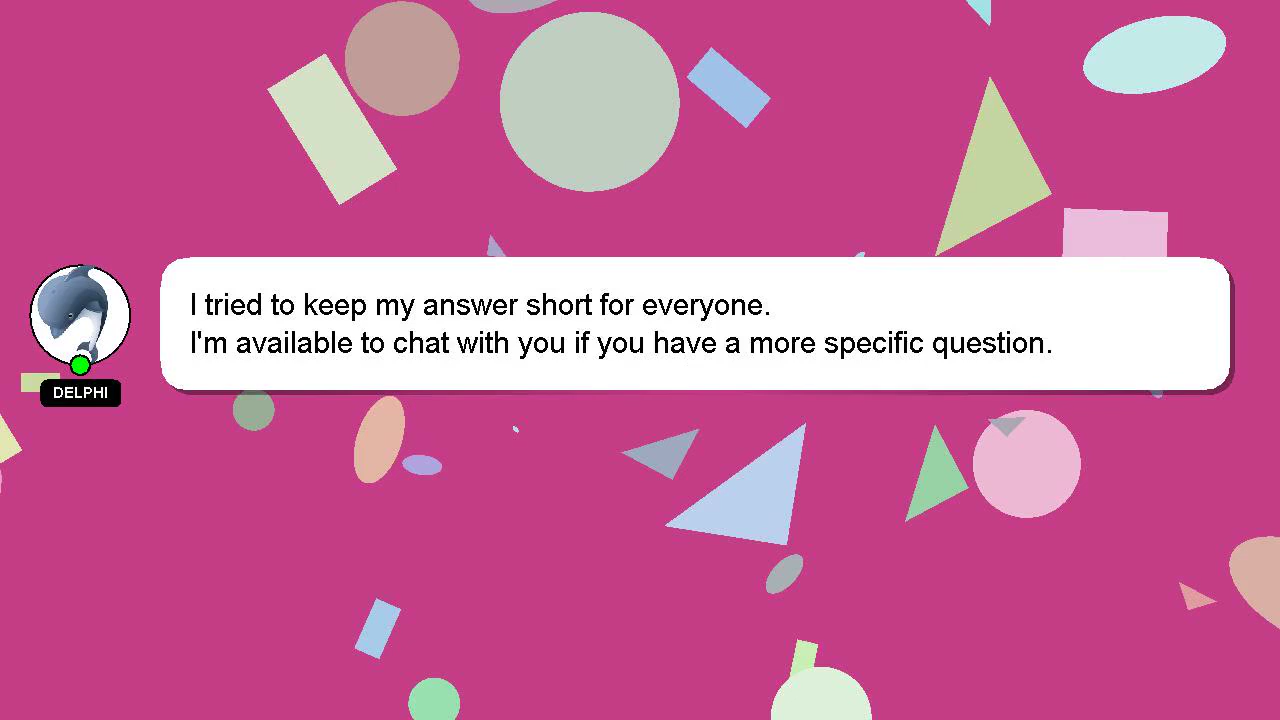 I tried to keep my answer short for everyone.
I'm available to chat with you if you have a more specific question.
DELPHI